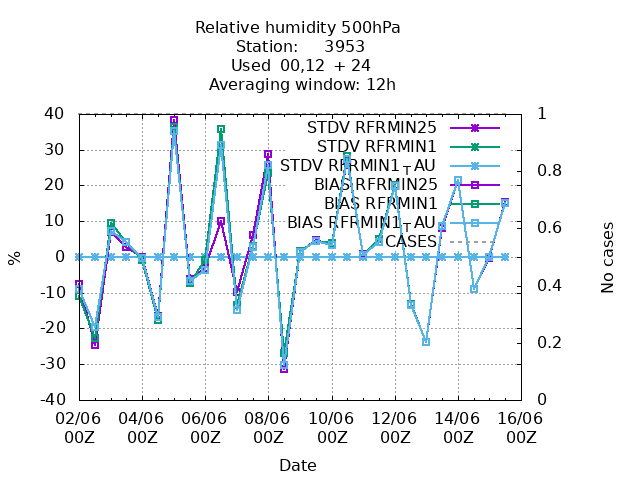 Relative humidity 500hPa
Station: 3953
Used 00,12 + 24
Averaging window: 12h
40
30
20
10
0
-10
-20
-30
-40
%
1
0.8
0.6
0.4
0.2
0
No cases
STDV RFRMIN25
STDV RFRMIN1
STDV RFRMIN1_AU
BIAS RFRMIN25
BIAS RFRMIN1
BIAS RFRMIN1_AU
CASES
02/06 04/06 06/06 08/06 10/06 12/06 14/06 16/06
00Z 00Z 00Z 00Z 00Z 00Z 00Z 00Z
Date